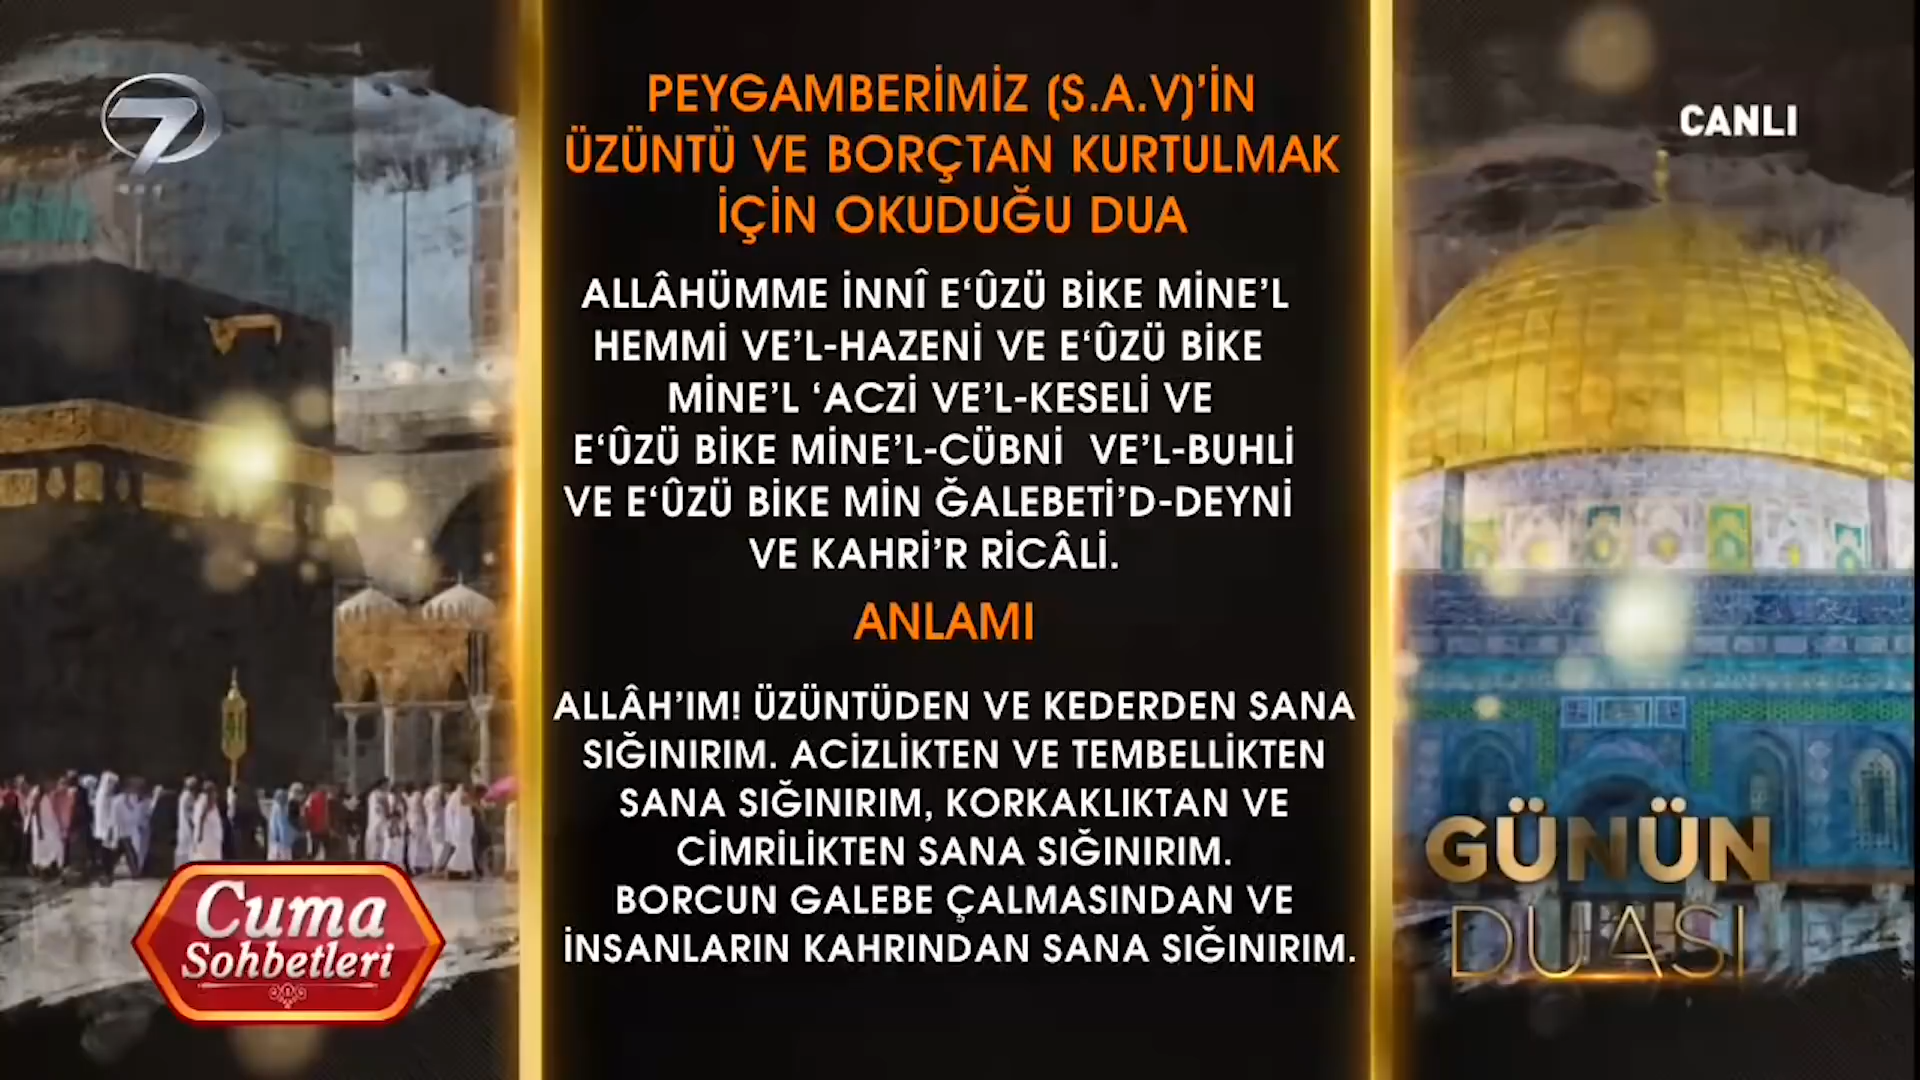 7
CANLI
PEYGAMBERİMİZ (S.A.V)’İN
ÜZÜNTÜ VE BORÇTAN KURTULMAK
İÇİN OKUDUĞU DUA
ALLÂHÜMME İNNÎ E‘ÛZÜ BİKE MİNE’L
HEMMİ VE’L-HAZENİ VE E‘ÛZÜ BİKE
MİNE’L ‘ACZİ VE’L-KESELİ VE
E‘ÛZÜ BİKE MİNE’L-CÜBNİ VE’L-BUHLİ
VE E‘ÛZÜ BİKE MİN ĞALEBETİ’D-DEYNİ
VE KAHRİ’R RİCÂLİ.
ANLAMI
ALLÂH’IM! ÜZÜNTÜDEN VE KEDERDEN SANA
SIĞINIRIM. ACİZLİKTEN VE TEMBELLİKTEN
SANA SIĞINIRIM, KORKAKLIKTAN VE
CİMRİLİKTEN SANA SIĞINIRIM.
BORCUN GALEBE ÇALMASINDAN VE
İNSANLARIN KAHRINDAN SANA SIĞINIRIM.
Cuma
Sohbetleri
GÜNÜN
DUASI